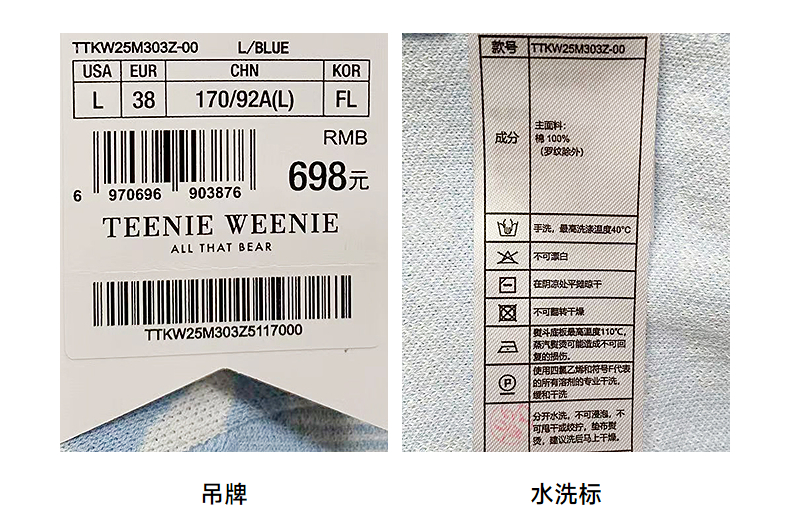 TTKW25M303Z-00 L/BLUE
USA EUR CHN KOR
L 38 170/92A(L) FL
RMB
698元
6 970696 903876
TEENIE WEENIE
ALL THAT BEAR
TTKW25M303Z5117000
吊牌
款号 TTKW25M303Z-00
成分
主面料:
棉 100%
(罗纹除外)
手洗，最高洗涤温度40°C
不可漂白
在阴凉处平摊晾干
不可翻转干燥
熨斗底板最高温度110℃，
蒸汽熨烫可能造成不可回
复的损伤。
P
使用四氯乙烯和符号F代表
的所有溶剂的专业干洗，
缓和干洗
分开水洗，不可浸泡，不
可甩干或绞拧，垫布熨
烫，建议洗后马上干燥。
水洗标